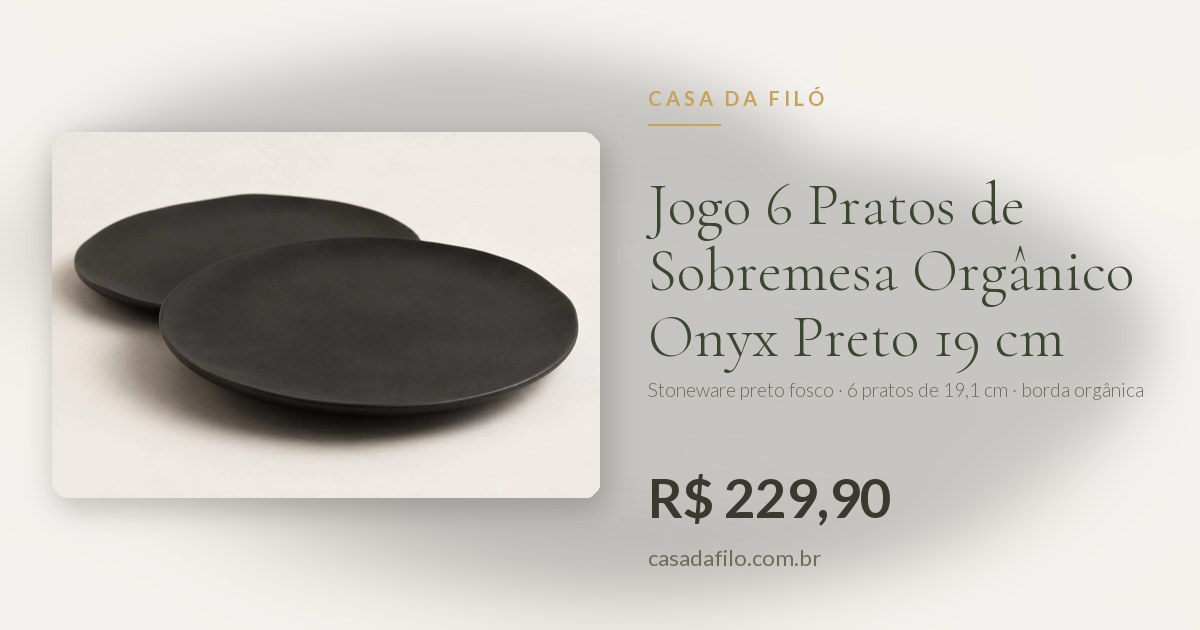 CASA DA FILÓ
Jogo 6 Pratos de
Sobremesa Orgânico
Onyx Preto 19 cm
Stoneware preto fosco · 6 pratos de 19,1 cm · borda orgânica
R$ 229,90
casadafilo.com.br